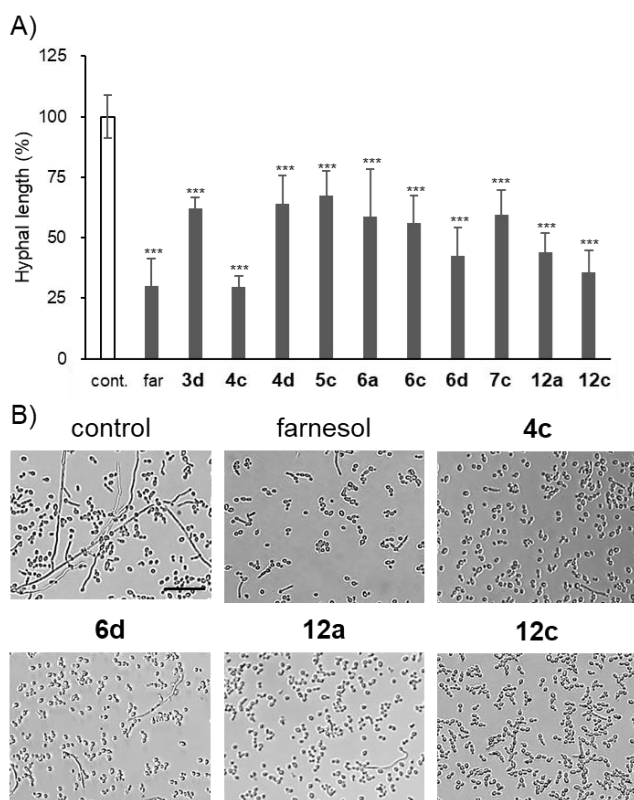 A)
125
100
75
50
25
0
Hyphal length (%)
*** *** *** *** *** *** *** *** *** *** ***
cont. far 3d 4c 4d 5c 6a 6c 6d 7c 12a 12c
B)
control farnesol 4c
6d 12a 12c